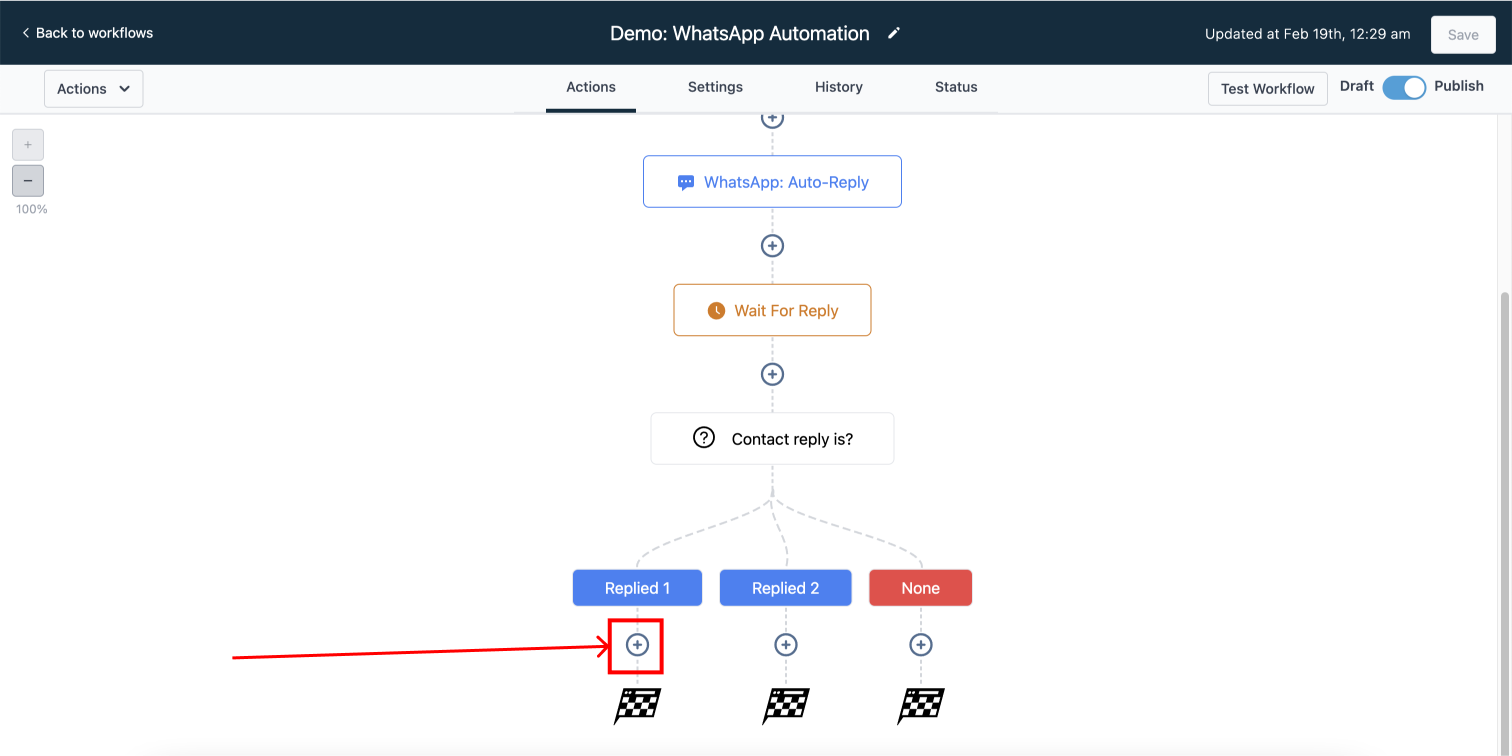 Back to workflows
Demo: WhatsApp Automation
Updated at Feb 19th, 12:29 am
Save
Actions
Actions
Settings
History
Status
Test Workflow
Draft
Publish
+
−
100%
WhatsApp: Auto-Reply
Wait For Reply
Contact reply is?
Replied 1
Replied 2
None